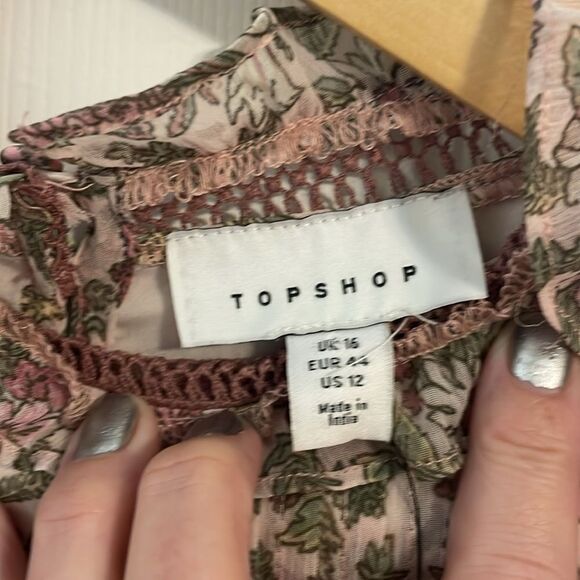 TOPSHOP
UK 16
EUR 44
US 12
Made in
India